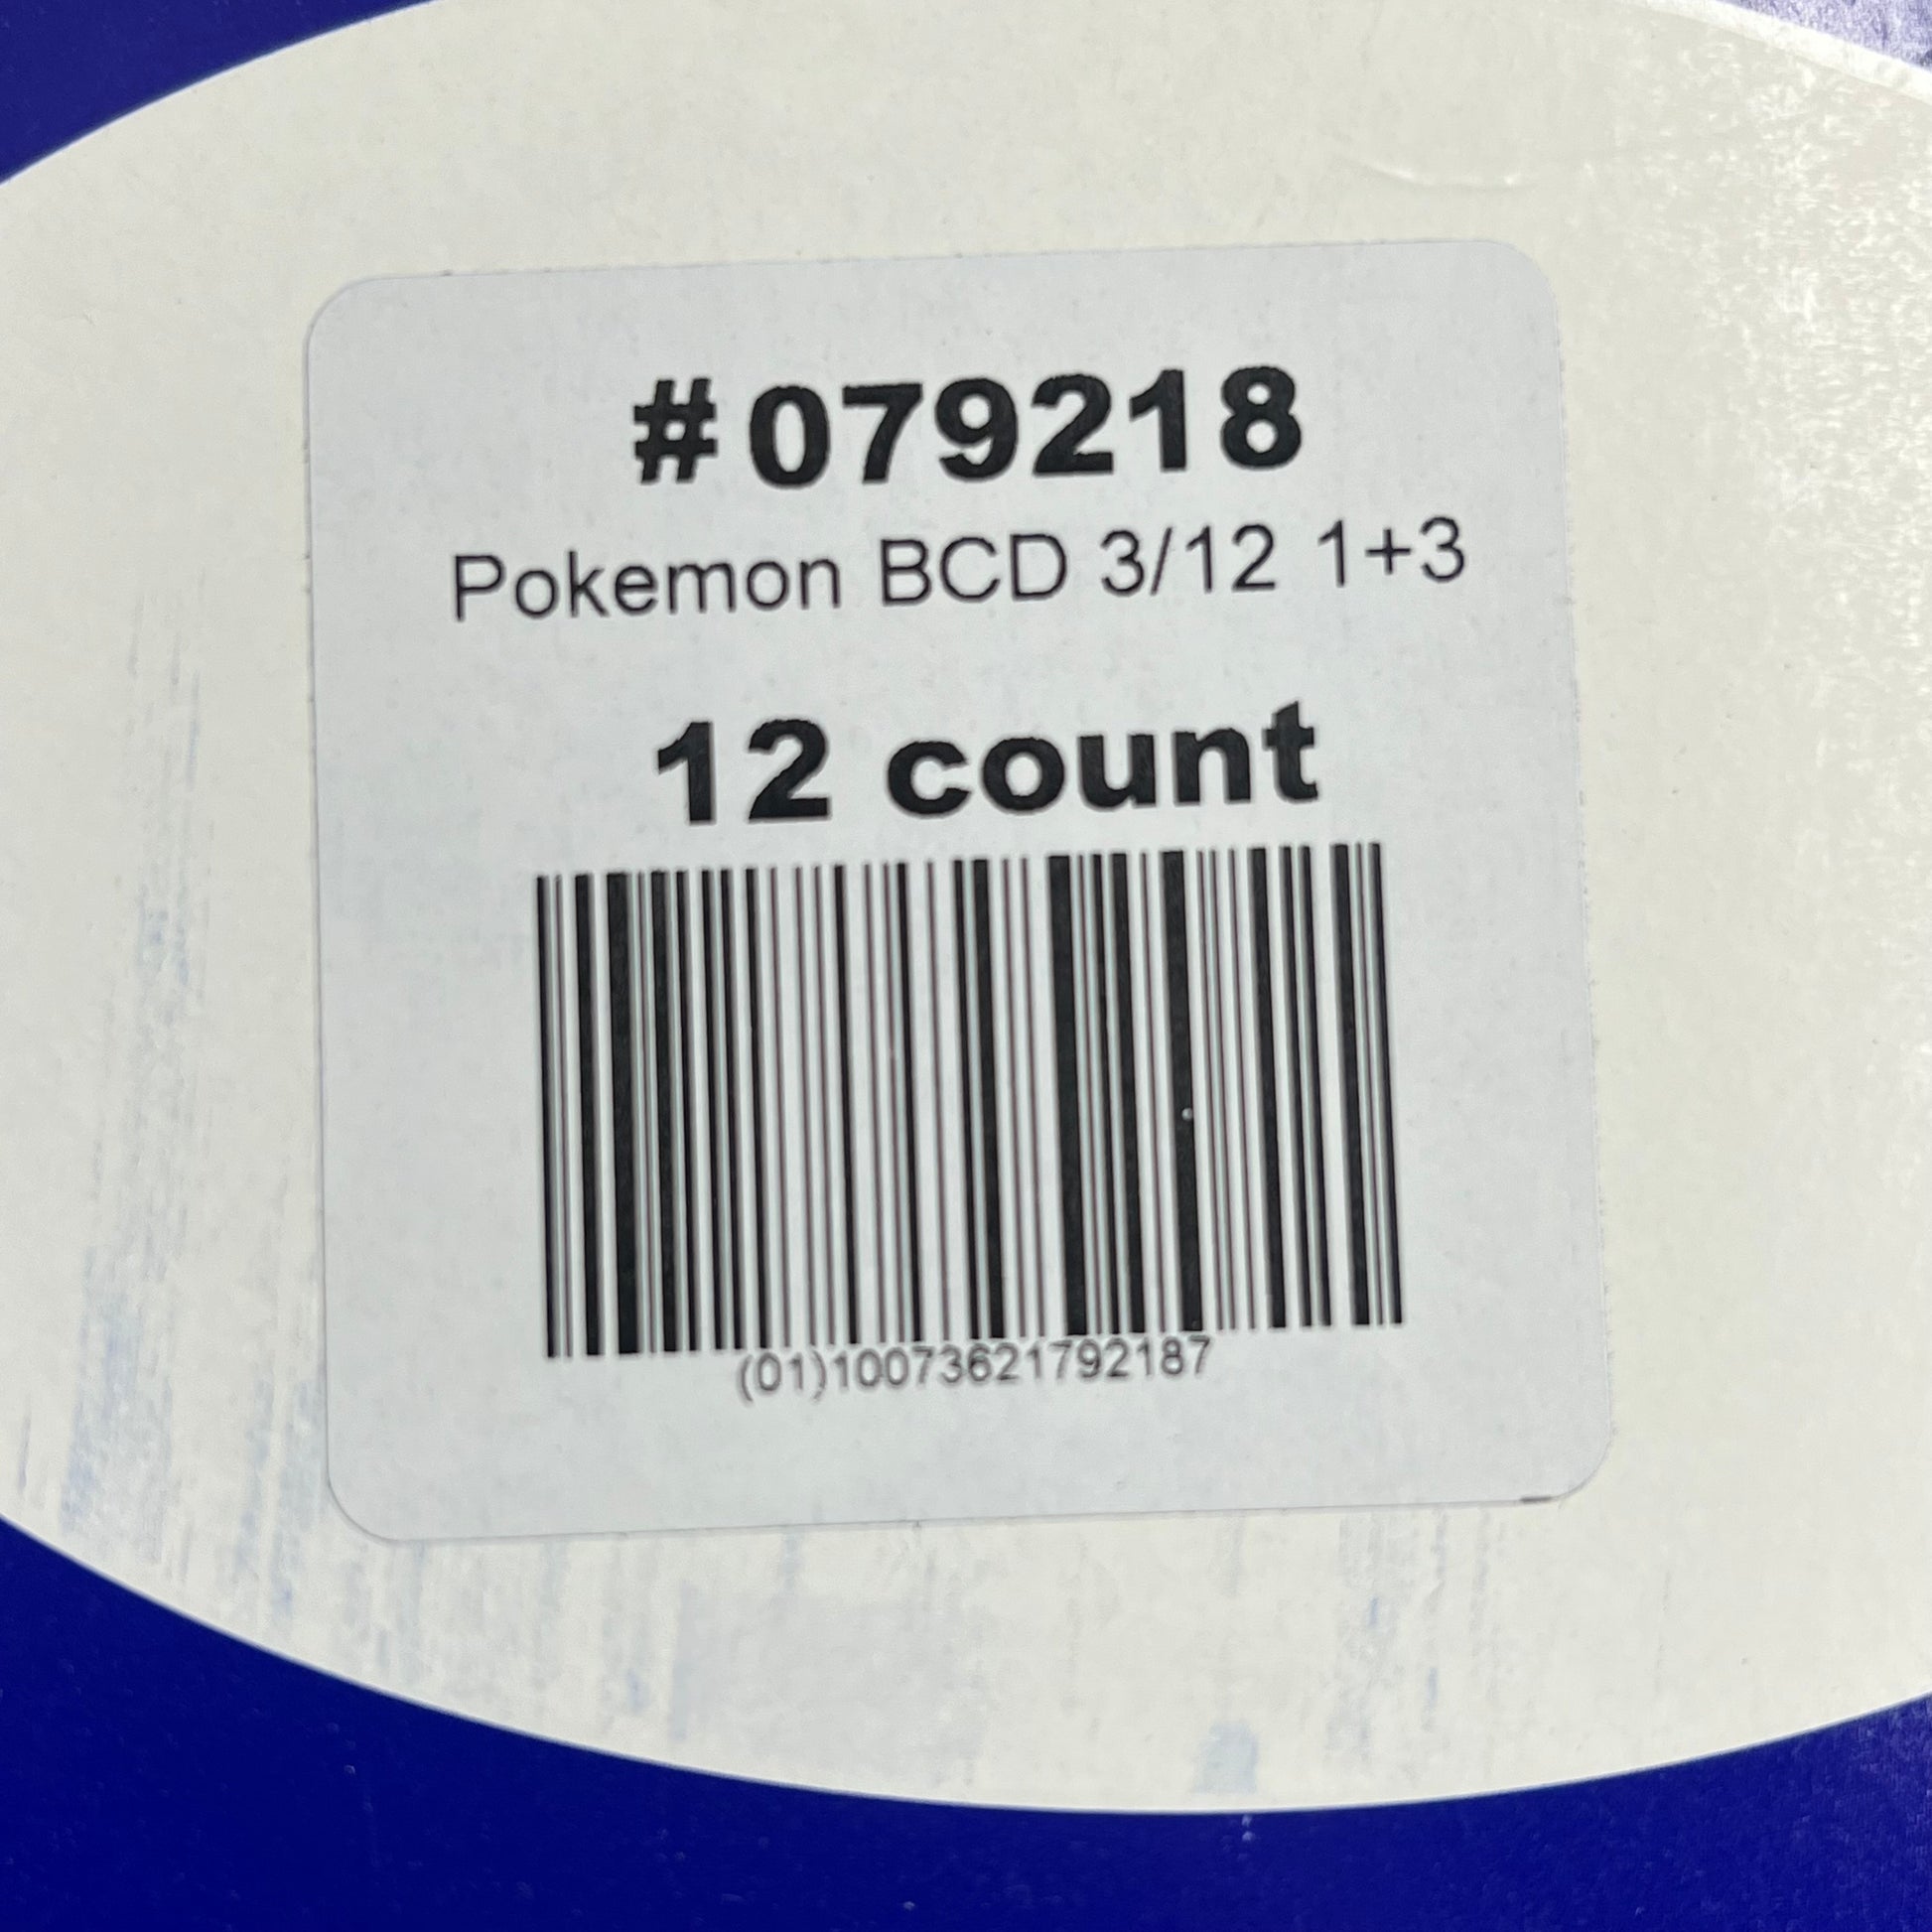 #079218
Pokemon BCD 3/12 1+3
12 count
(01)10073621792187